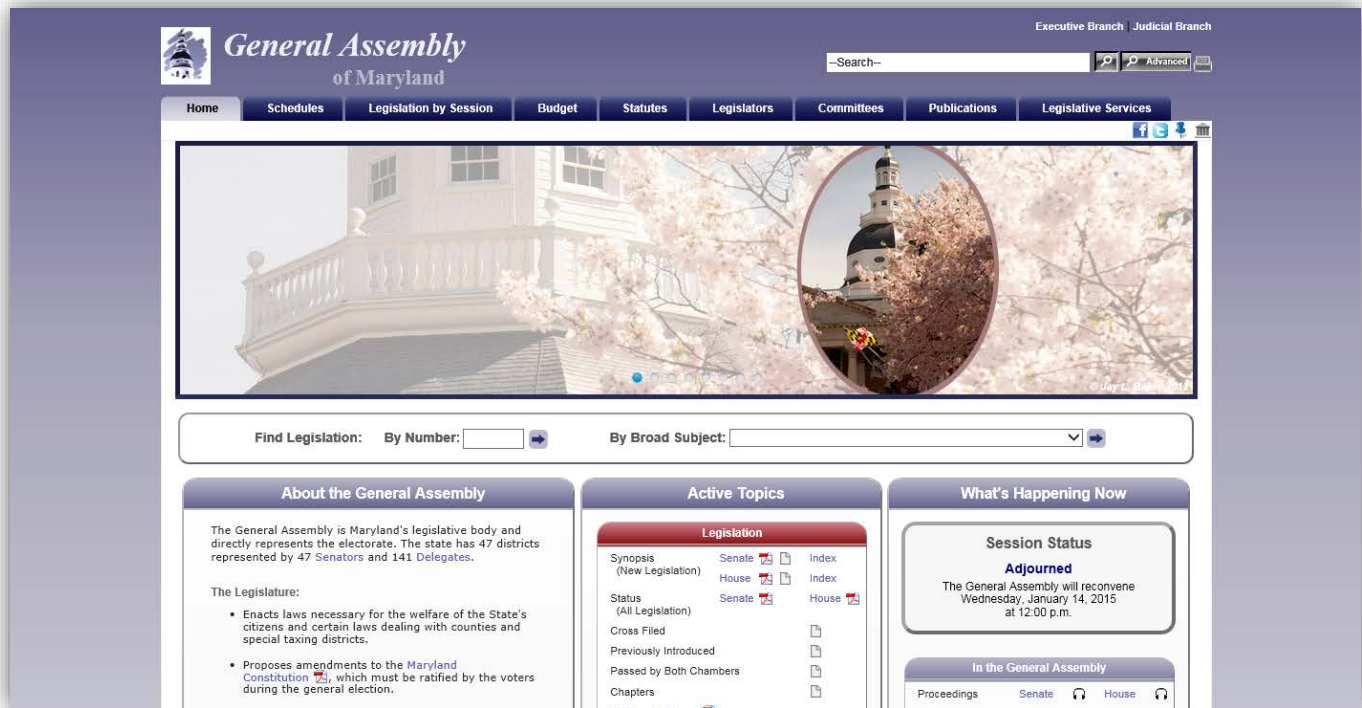 Executive Branch | Judicial Branch
General Assembly
of Maryland
--Search--
Advanced
Home Schedules Legislation by Session Budget Statutes Legislators Committees Publications Legislative Services
Find Legislation: By Number: By Broad Subject:
About the General Assembly
The General Assembly is Maryland's legislative body and
directly represents the electorate. The state has 47 districts
represented by 47 Senators and 141 Delegates.
The Legislature:
• Enacts laws necessary for the welfare of the State's
citizens and certain laws dealing with counties and
special taxing districts.
• Proposes amendments to the Maryland
Constitution , which must be ratified by the voters
during the general election.
Active Topics
Legislation
Synopsis Senate Index
(New Legislation) House Index
Status Senate House
(All Legislation)
Cross Filed
Previously Introduced
Passed by Both Chambers
Chapters
What's Happening Now
Session Status
Adjourned
The General Assembly will reconvene
Wednesday, January 14, 2015
at 12:00 p.m.
In the General Assembly
Proceedings Senate House